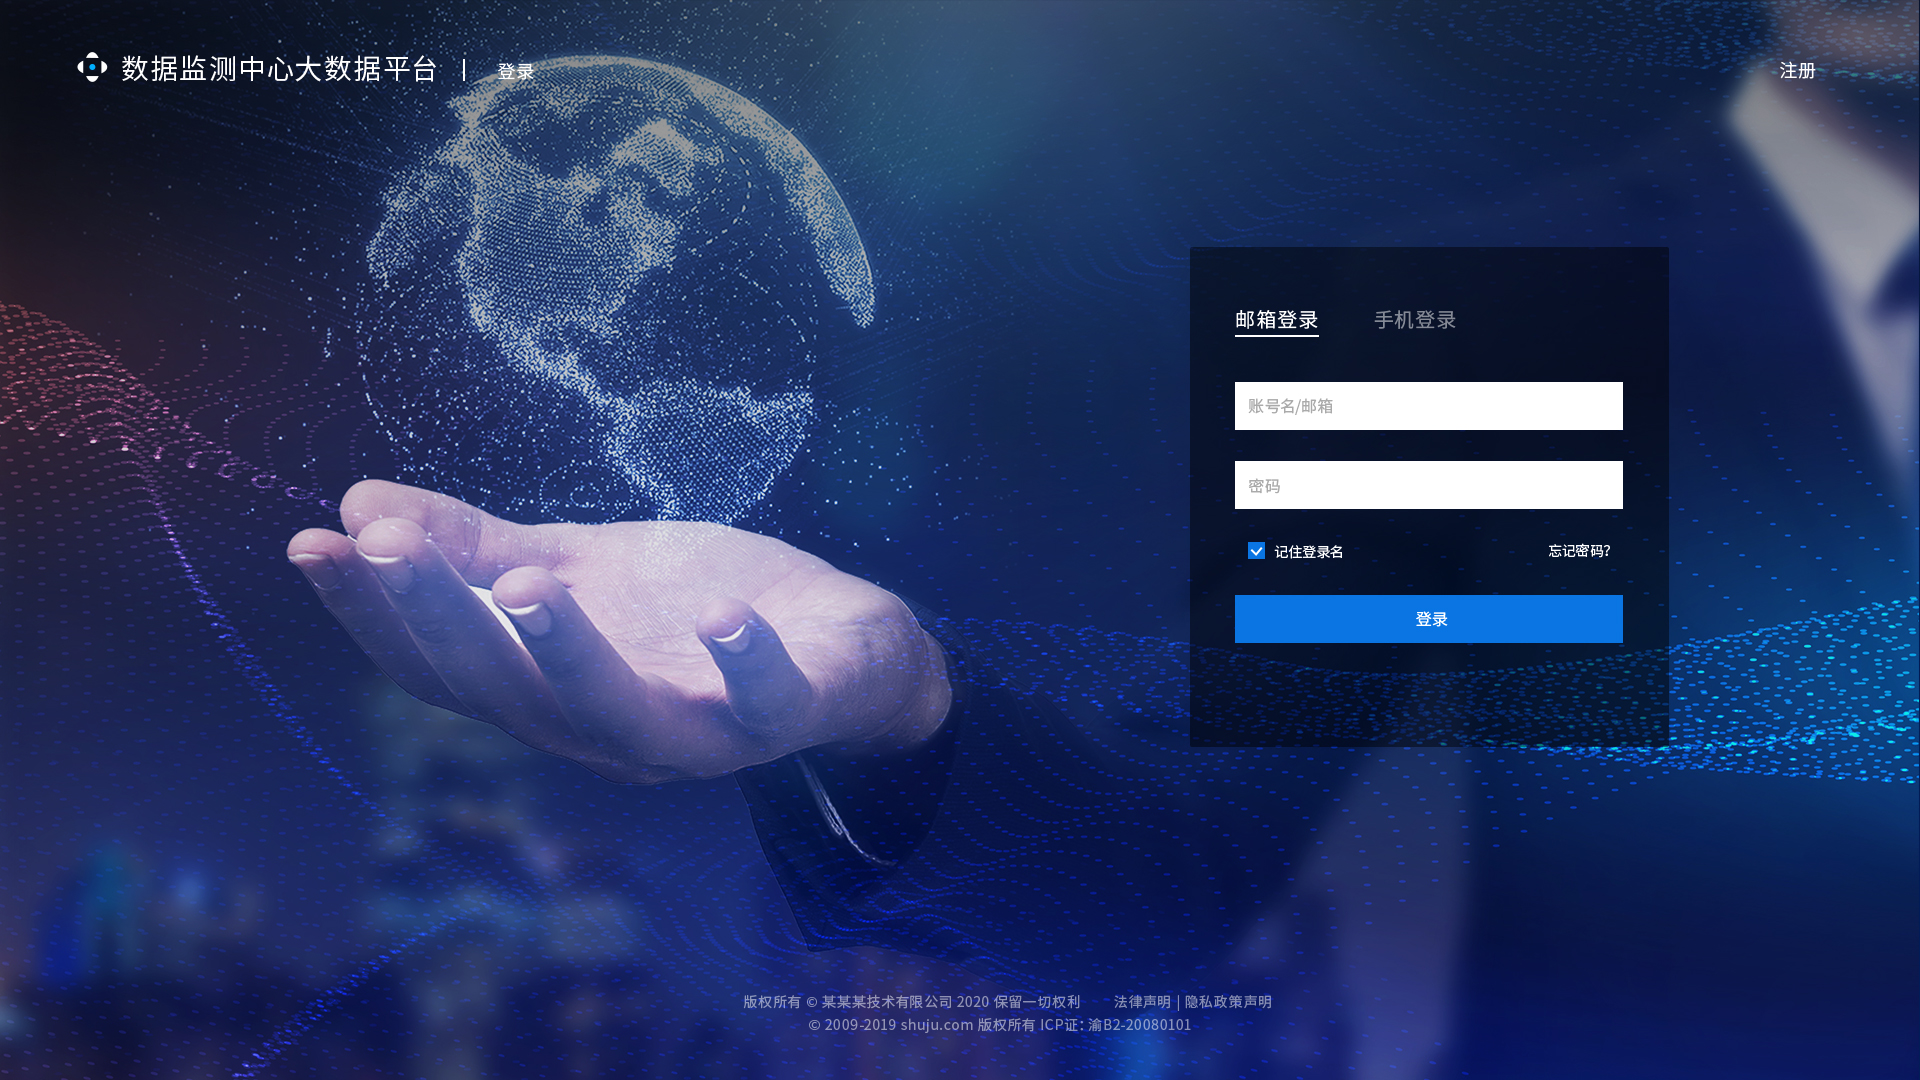 数据监测中心大数据平台 | 登录
注册
邮箱登录 手机登录
账号名/邮箱
密码
记住登录名 忘记密码?
登录
版权所有 © 某某某技术有限公司 2020 保留一切权利 法律声明 | 隐私政策声明
© 2009-2019 shuju.com 版权所有 ICP证: 渝B2-20080101